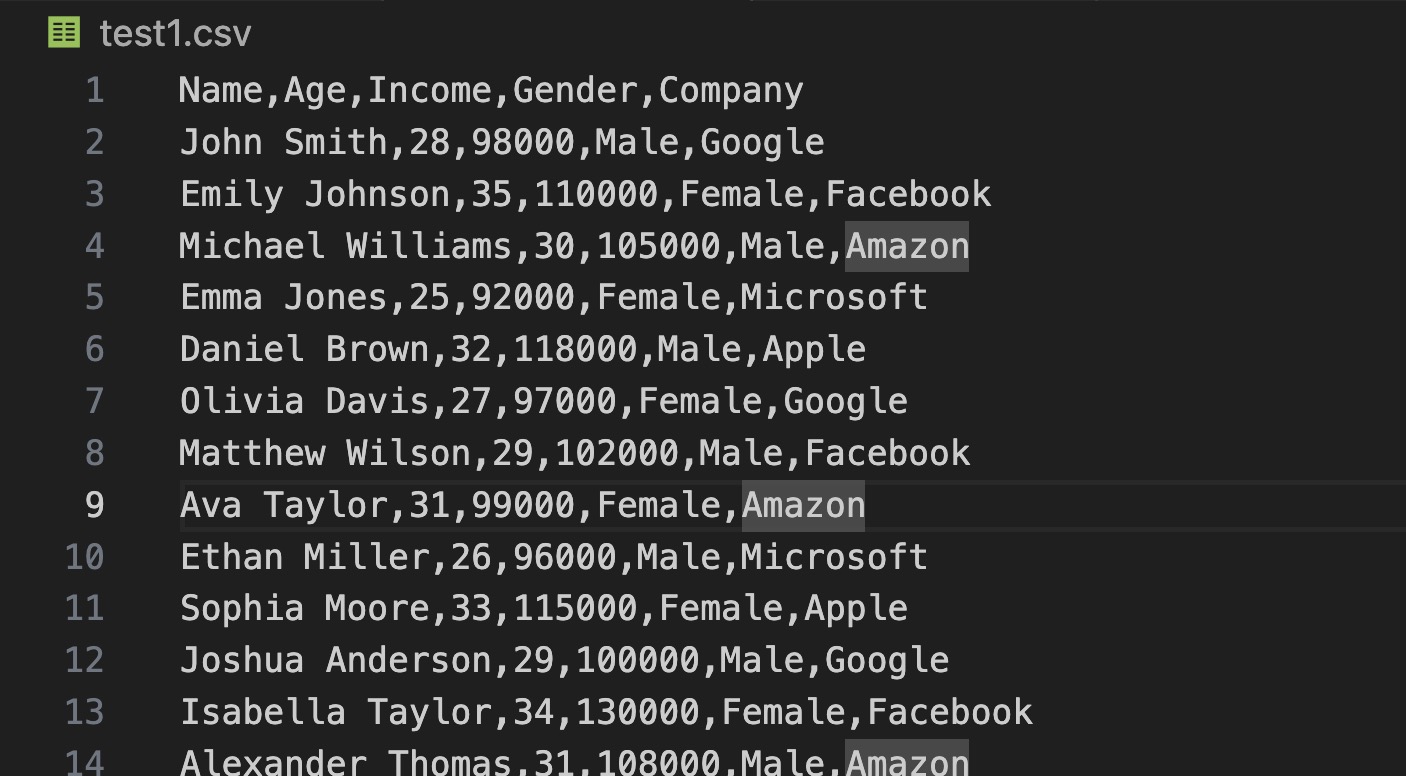 test1.csv
1 Name,Age,Income,Gender,Company
2 John Smith,28,98000,Male,Google
3 Emily Johnson,35,110000,Female,Facebook
4 Michael Williams,30,105000,Male,Amazon
5 Emma Jones,25,92000,Female,Microsoft
6 Daniel Brown,32,118000,Male,Apple
7 Olivia Davis,27,97000,Female,Google
8 Matthew Wilson,29,102000,Male,Facebook
9 Ava Taylor,31,99000,Female,Amazon
10 Ethan Miller,26,96000,Male,Microsoft
11 Sophia Moore,33,115000,Female,Apple
12 Joshua Anderson,29,100000,Male,Google
13 Isabella Taylor,34,130000,Female,Facebook
14 Alexander Thomas,31,108000,Male,Amazon